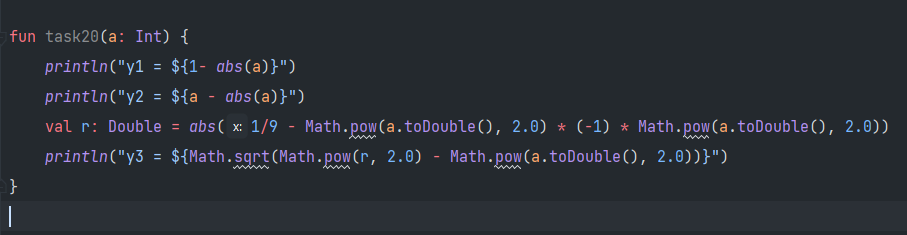 fun task20(a: Int) {
    println("y1 = ${1- abs(a)}")
    println("y2 = ${a - abs(a)}")
    val r: Double = abs( x: 1/9 - Math.pow(a.toDouble(), 2.0) * (-1) * Math.pow(a.toDouble(), 2.0))
    println("y3 = ${Math.sqrt(Math.pow(r, 2.0) - Math.pow(a.toDouble(), 2.0))}")
}